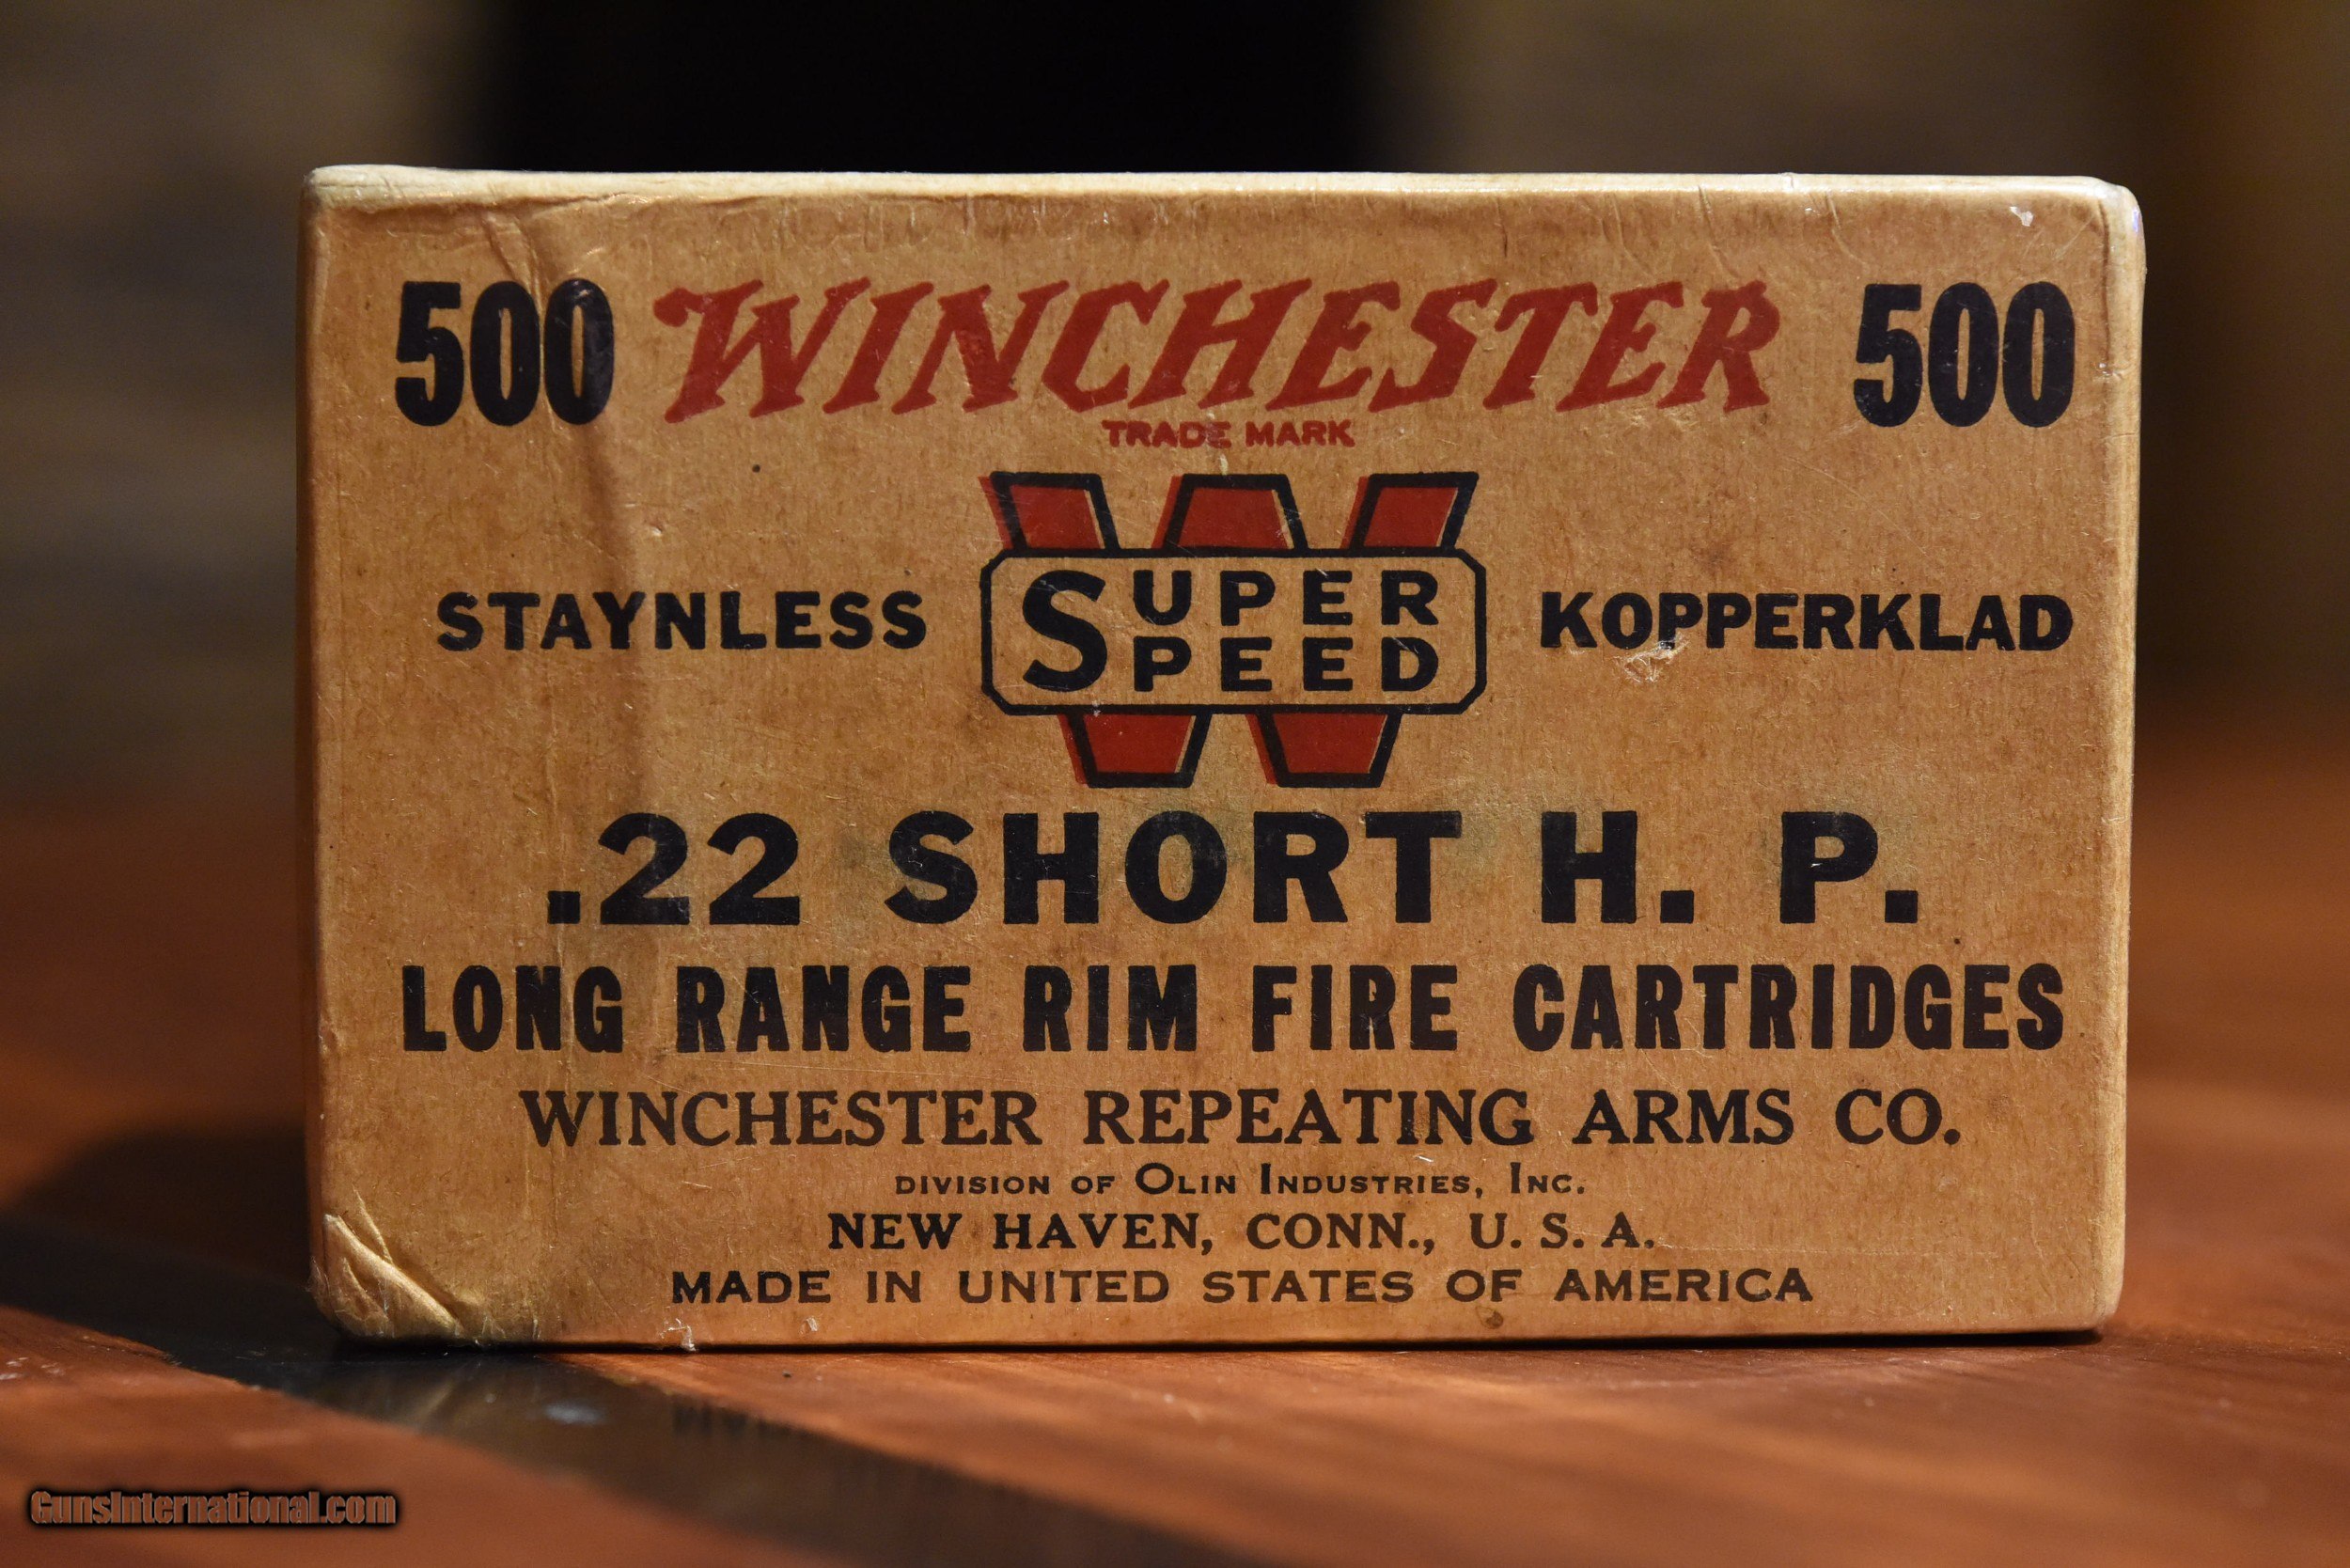 500 WINCHESTER 500
TRADE MARK
STAYNLESS SUPER SPEED KOPPERKLAD
.22 SHORT H. P.
LONG RANGE RIM FIRE CARTRIDGES
WINCHESTER REPEATING ARMS CO.
DIVISION OF OLIN INDUSTRIES, INC.
NEW HAVEN, CONN., U. S. A.
MADE IN UNITED STATES OF AMERICA
GunsInternational.com